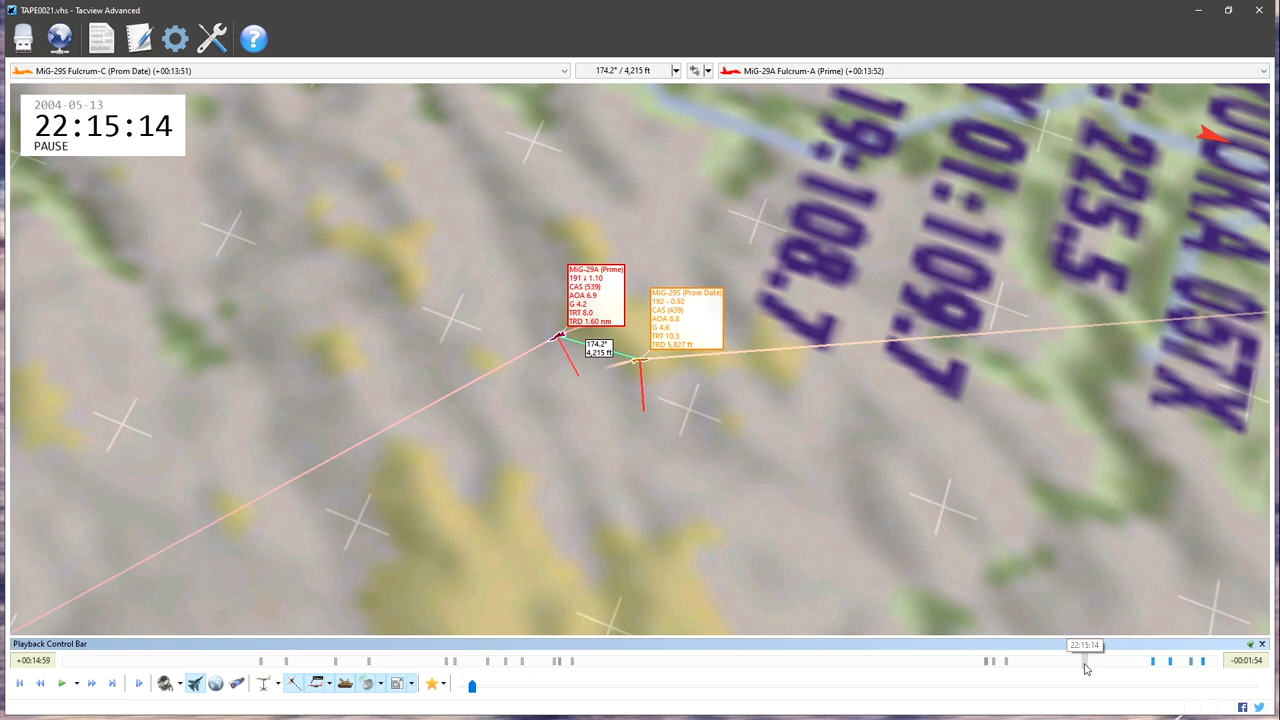 TAPE0021.vhs - Tacview Advanced
MiG-29S Fulcrum-C (Prom Date) (+00:13:51)
174.2° / 4,215 ft
MiG-29A Fulcrum-A (Prime) (+00:13:52)
2004-05-13
22:15:14
PAUSE
MiG-29A (Prime)
191 ↓ 1.10
CAS (539)
AOA 6.9
G 4.2
TRT 8.0
TRD 1.60 nm
MiG-29S (Prom Date)
192 - 0.92
CAS (439)
AOA 8.8
G 4.6
TRT 10.3
TRD 5,827 ft
174.2°
4,215 ft
225.5
X 01:109.7
19:108.7
Playback Control Bar
22:15:14
+00:14:59
-00:01:54